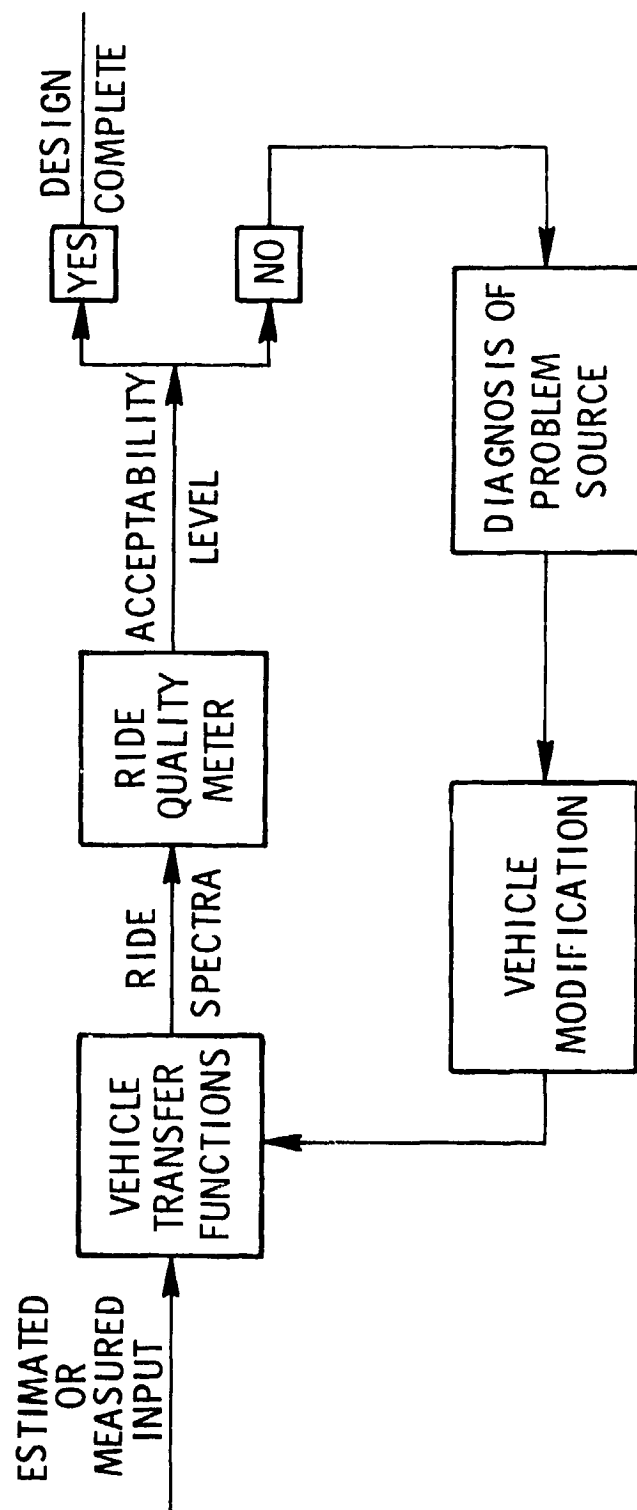 ESTIMATED
OR
MEASURED
INPUT
VEHICLE
TRANSFER
FUNCTIONS
RIDE
SPECTRA
RIDE
QUALITY
METER
ACCEPTABILITY
LEVEL
YES
DESIGN
COMPLETE
NO
DIAGNOSIS OF
PROBLEM
SOURCE
VEHICLE
MODIFICATION